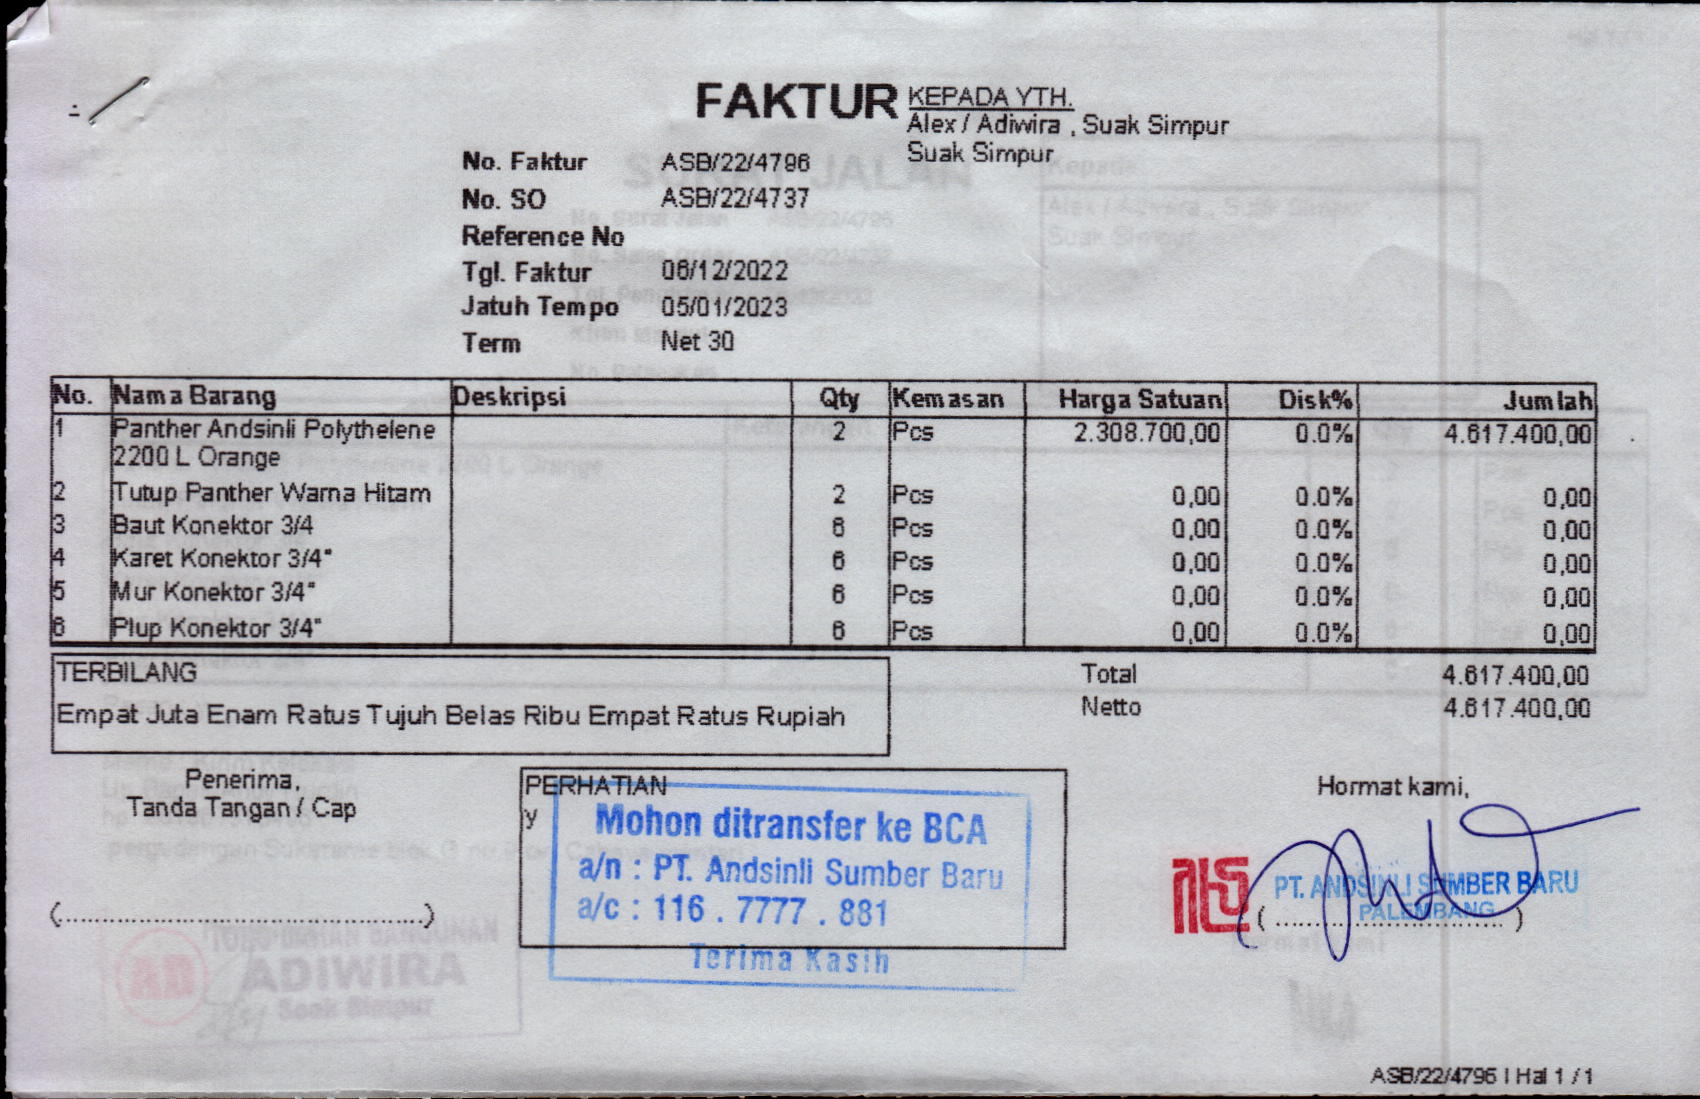 FAKTUR
KEPADA YTH.
Alex / Adiwira , Suak Simpur
Suak Simpur
No. Faktur ASB/22/4796
No. SO ASB/22/4737
Reference No
Tgl. Faktur 06/12/2022
Jatuh Tempo 05/01/2023
Term Net 30
No. Nama Barang Deskripsi Qty Kemasan Harga Satuan Disk% Jumlah
1 Panther Andsinli Polythelene 2 Pcs 2.308.700,00 0.0% 4.617.400,00
2200 L Orange
2 Tutup Panther Warna Hitam 2 Pcs 0,00 0.0% 0,00
3 Baut Konektor 3/4 6 Pcs 0,00 0.0% 0,00
4 Karet Konektor 3/4" 6 Pcs 0,00 0.0% 0,00
5 Mur Konektor 3/4" 6 Pcs 0,00 0.0% 0,00
6 Plup Konektor 3/4" 6 Pcs 0,00 0.0% 0,00
TERBILANG
Empat Juta Enam Ratus Tujuh Belas Ribu Empat Ratus Rupiah
Total 4.617.400,00
Netto 4.617.400,00
Penerima,
Tanda Tangan / Cap
(...............................................)
PERHATIAN
y
Mohon ditransfer ke BCA
a/n : PT. Andsinli Sumber Baru
a/c : 116 . 7777 . 881
Terima Kasih
Hormat kami,
PT. ANDSINLI SUMBER BARU
PALEMBANG
(..............................)
TOKO BAHAN BANGUNAN
ADIWIRA
Suak Simpur
ASB/22/4796 | Hal 1 / 1